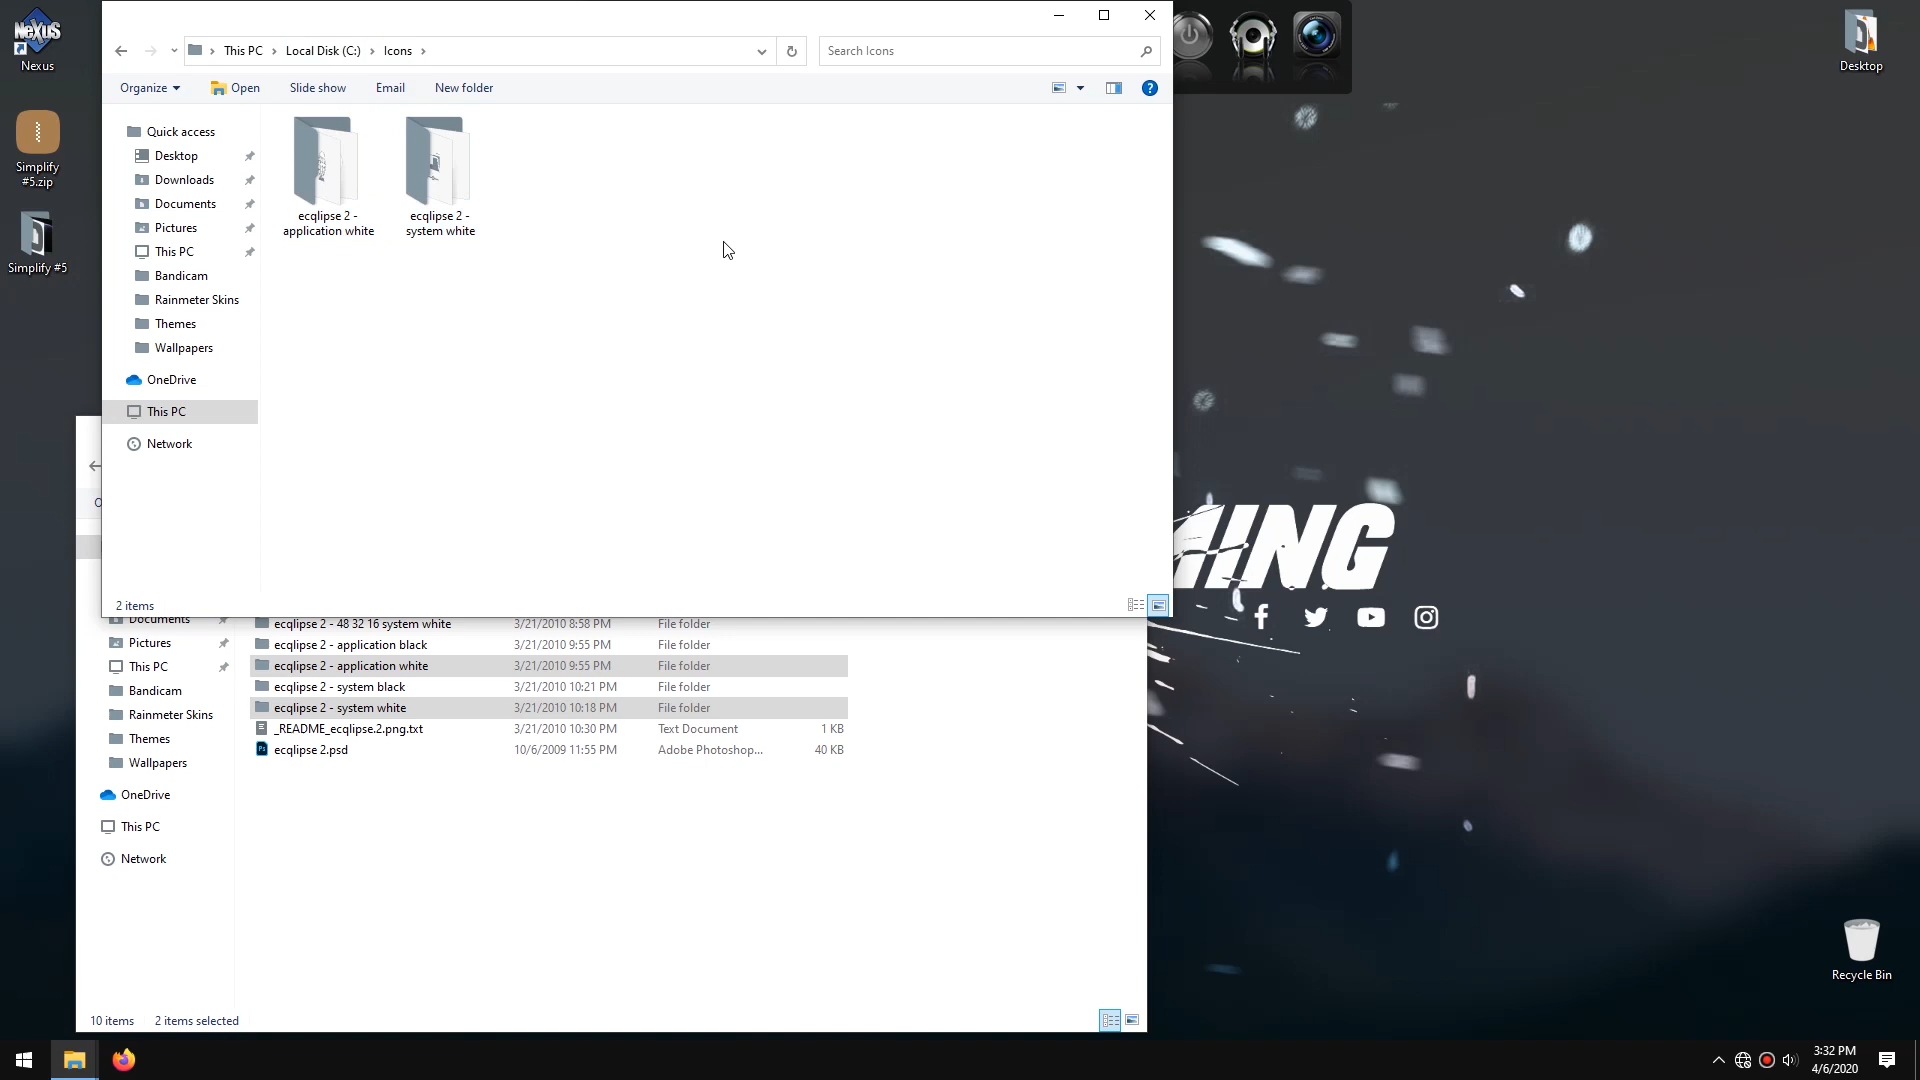 Nexus
Simplify
#5.zip
Simplify #5
This PC
Local Disk (C:)
Icons
Search Icons
Organize
Open
Slide show
Email
New folder
Quick access
Desktop
Downloads
Documents
Pictures
This PC
Bandicam
Rainmeter Skins
Themes
Wallpapers
OneDrive
This PC
Network
ecqlipse 2 -
application white
ecqlipse 2 -
system white
2 items
Documents
Pictures
This PC
Bandicam
Rainmeter Skins
Themes
Wallpapers
OneDrive
This PC
Network
ecqlipse 2 - 48 32 16 system white 3/21/2010 8:58 PM File folder
ecqlipse 2 - application black 3/21/2010 9:55 PM File folder
ecqlipse 2 - application white 3/21/2010 9:55 PM File folder
ecqlipse 2 - system black 3/21/2010 10:21 PM File folder
ecqlipse 2 - system white 3/21/2010 10:18 PM File folder
_README_ecqlipse.2.png.txt 3/21/2010 10:30 PM Text Document 1 KB
ecqlipse 2.psd 10/6/2009 11:55 PM Adobe Photoshop... 40 KB
10 items 2 items selected
Desktop
Recycle Bin
3:32 PM
4/6/2020